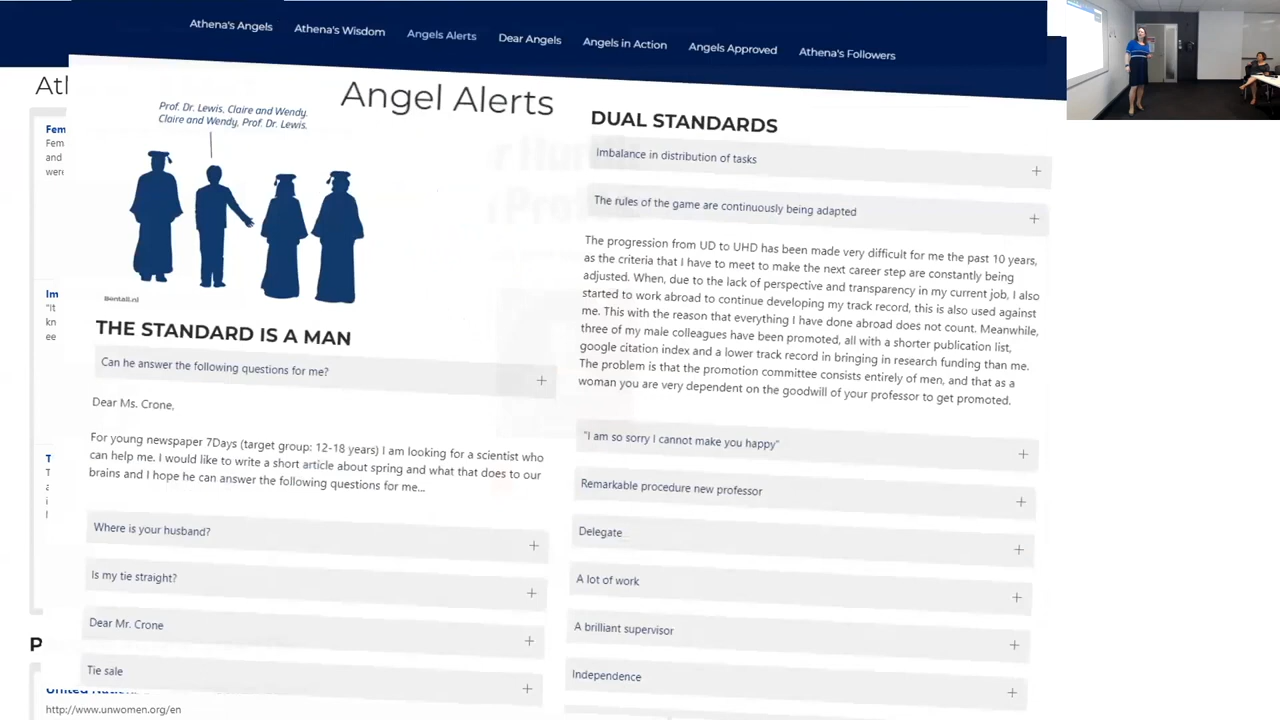 Athena's Angels
Athena's Wisdom
Angels Alerts
Dear Angels
Angels in Action
Angels Approved
Athena's Followers
Angel Alerts
Prof. Dr. Lewis, Claire and Wendy.
Claire and Wendy, Prof. Dr. Lewis.
Bentall.nl
THE STANDARD IS A MAN
Can he answer the following questions for me?
Dear Ms. Crone,
For young newspaper 7Days (target group: 12-18 years) I am looking for a scientist who
can help me. I would like to write a short article about spring and what that does to our
brains and I hope he can answer the following questions for me...
Where is your husband?
Is my tie straight?
Dear Mr. Crone
Tie sale
DUAL STANDARDS
Imbalance in distribution of tasks
The rules of the game are continuously being adapted
The progression from UD to UHD has been made very difficult for me the past 10 years,
as the criteria that I have to meet to make the next career step are constantly being
adjusted. When, due to the lack of perspective and transparency in my current job, I also
started to work abroad to continue developing my track record, this is also used against
me. This with the reason that everything I have done abroad does not count. Meanwhile,
three of my male colleagues have been promoted, all with a shorter publication list,
google citation index and a lower track record in bringing in research funding than me.
The problem is that the promotion committee consists entirely of men, and that as a
woman you are very dependent on the goodwill of your professor to get promoted.
"I am so sorry I cannot make you happy"
Remarkable procedure new professor
Delegate
A lot of work
A brilliant supervisor
Independence
http://www.unwomen.org/en